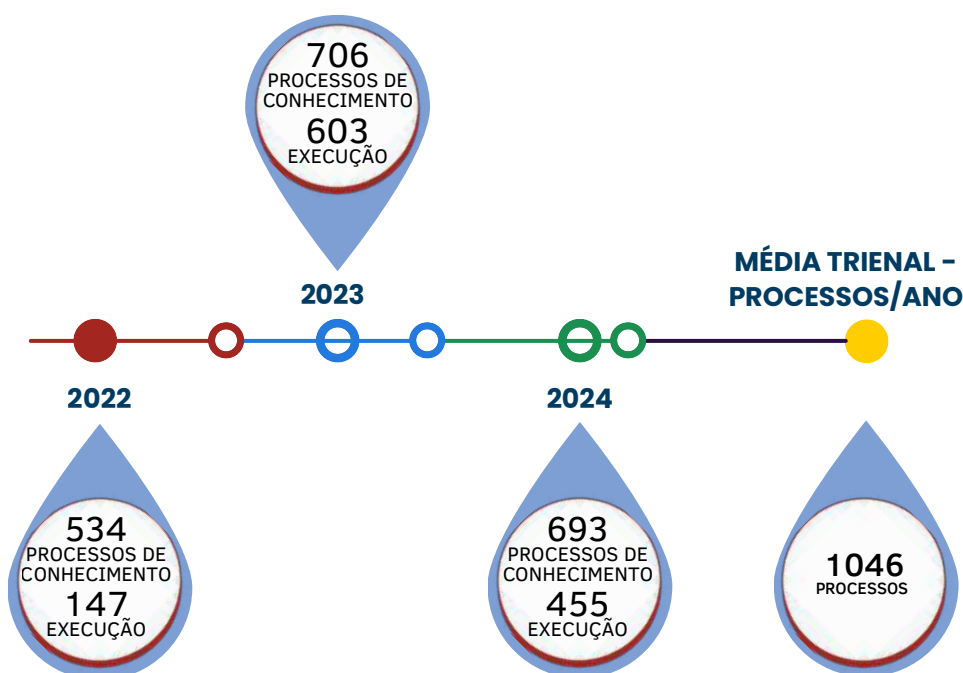 706
PROCESSOS DE
CONHECIMENTO
603
EXECUÇÃO
2023
MÉDIA TRIENAL -
PROCESSOS/ANO
2022
2024
534
PROCESSOS DE
CONHECIMENTO
147
EXECUÇÃO
693
PROCESSOS DE
CONHECIMENTO
455
EXECUÇÃO
1046
PROCESSOS